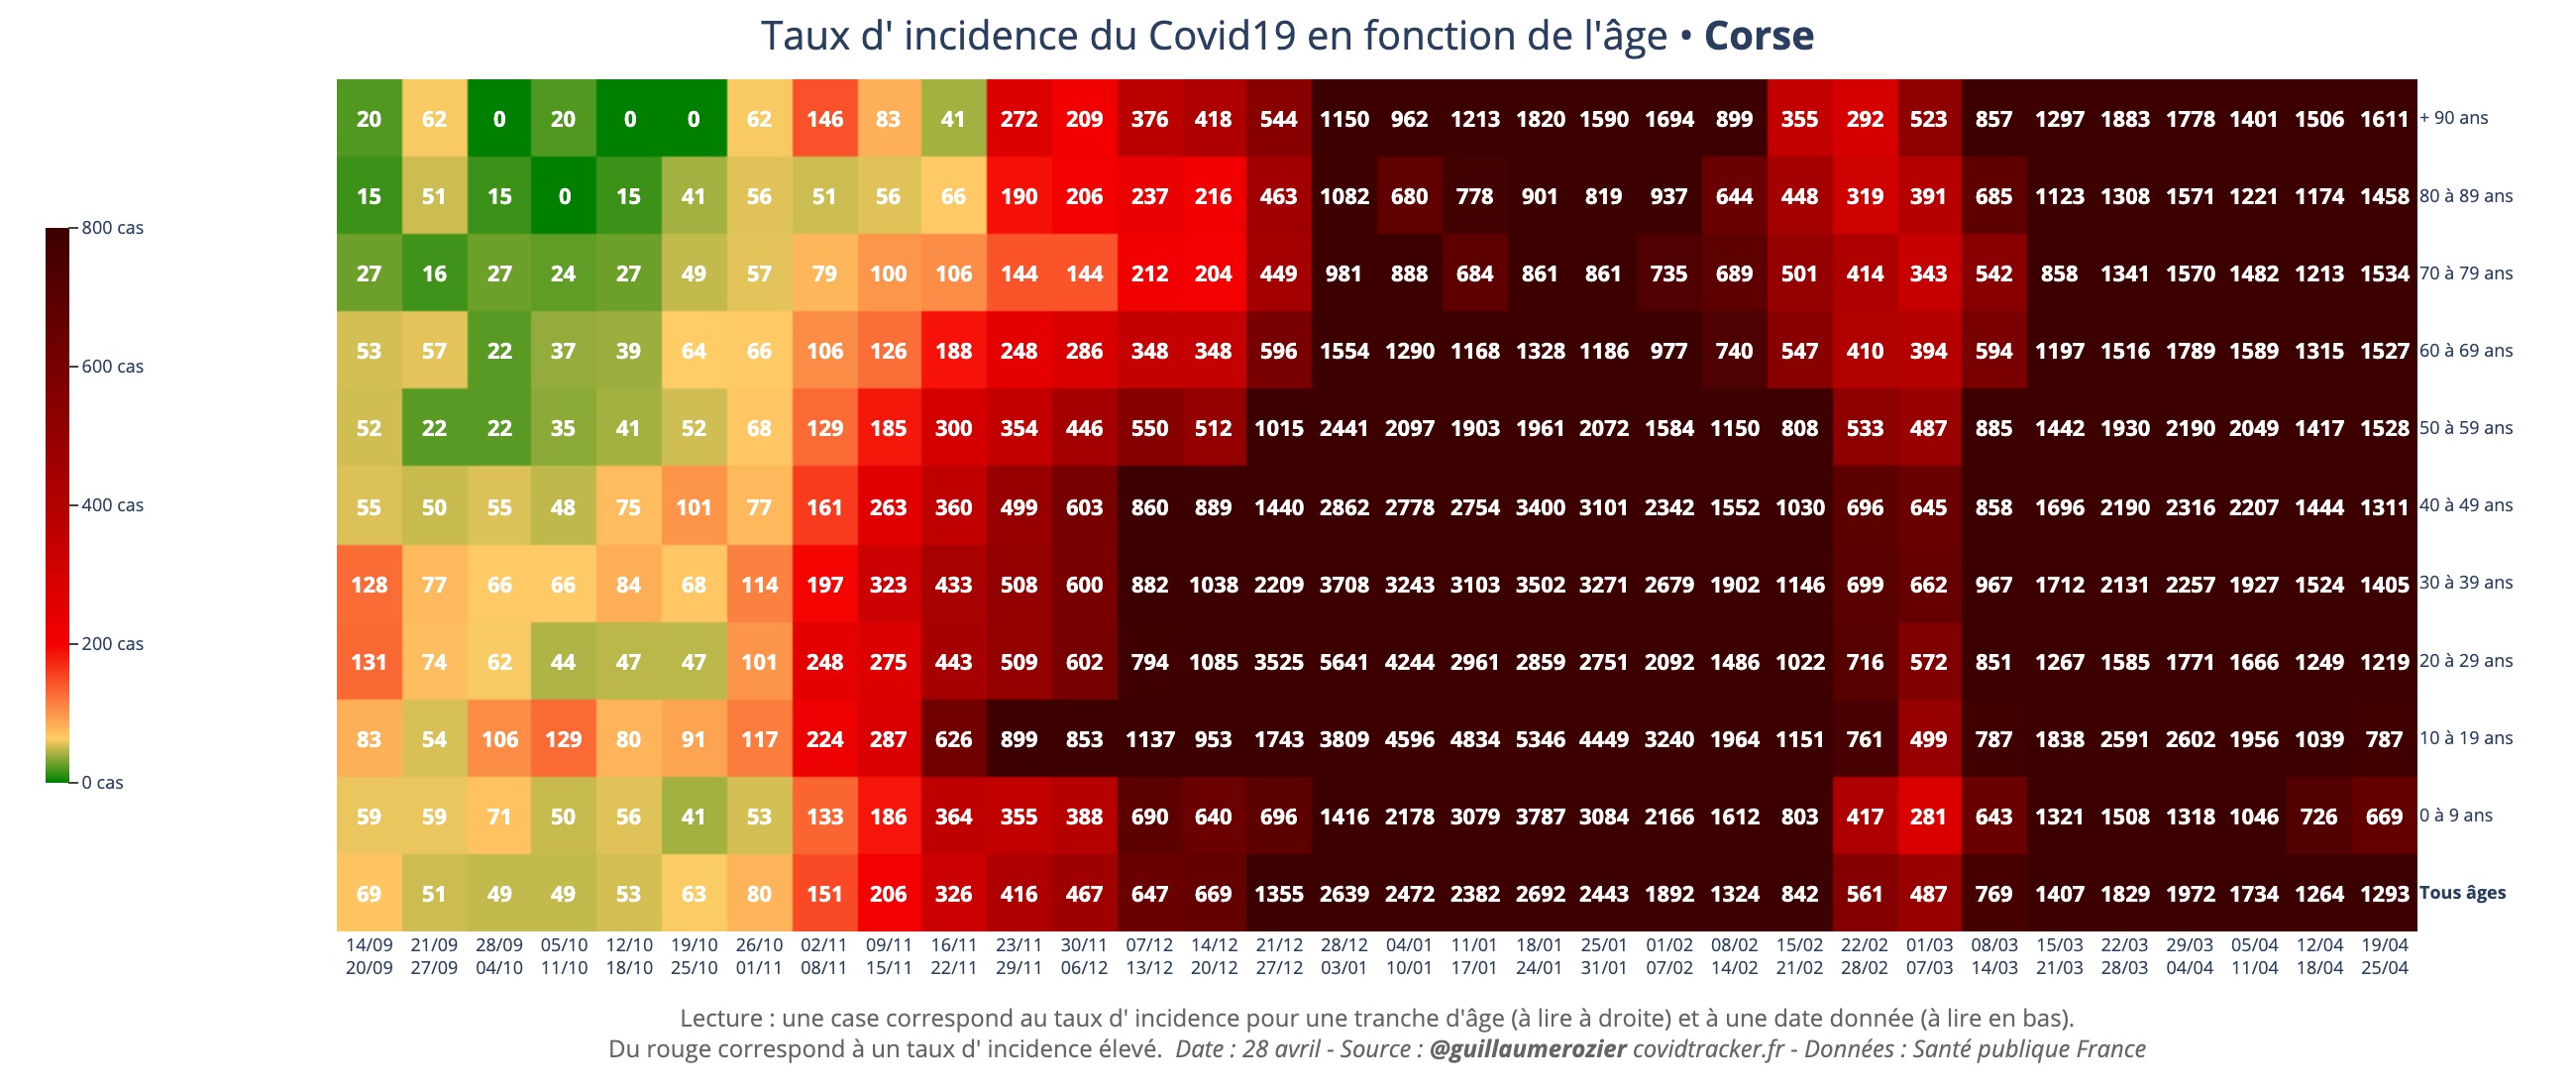 Taux d' incidence du Covid19 en fonction de l'âge • Corse
20 62 0 20 0 0 62 146 83 41 272 209 376 418 544 1150 962 1213 1820 1590 1694 899 355 292 523 857 1297 1883 1778 1401 1506 1611 + 90 ans
15 51 15 0 15 41 56 51 56 66 190 206 237 216 463 1082 680 778 901 819 937 644 448 319 391 685 1123 1308 1571 1221 1174 1458 80 à 89 ans
800 cas
27 16 27 24 27 49 57 79 100 106 144 144 212 204 449 981 888 684 861 861 735 689 501 414 343 542 858 1341 1570 1482 1213 1534 70 à 79 ans
53 57 22 37 39 64 66 106 126 188 248 286 348 348 596 1554 1290 1168 1328 1186 977 740 547 410 394 594 1197 1516 1789 1589 1315 1527 60 à 69 ans
600 cas
52 22 22 35 41 52 68 129 185 300 354 446 550 512 1015 2441 2097 1903 1961 2072 1584 1150 808 533 487 885 1442 1930 2190 2049 1417 1528 50 à 59 ans
400 cas
55 50 55 48 75 101 77 161 263 360 499 603 860 889 1440 2862 2778 2754 3400 3101 2342 1552 1030 696 645 858 1696 2190 2316 2207 1444 1311 40 à 49 ans
128 77 66 66 84 68 114 197 323 433 508 600 882 1038 2209 3708 3243 3103 3502 3271 2679 1902 1146 699 662 967 1712 2131 2257 1927 1524 1405 30 à 39 ans
200 cas
131 74 62 44 47 47 101 248 275 443 509 602 794 1085 3525 5641 4244 2961 2859 2751 2092 1486 1022 716 572 851 1267 1585 1771 1666 1249 1219 20 à 29 ans
83 54 106 129 80 91 117 224 287 626 899 853 1137 953 1743 3809 4596 4834 5346 4449 3240 1964 1151 761 499 787 1838 2591 2602 1956 1039 787 10 à 19 ans
0 cas
59 59 71 50 56 41 53 133 186 364 355 388 690 640 696 1416 2178 3079 3787 3084 2166 1612 803 417 281 643 1321 1508 1318 1046 726 669 0 à 9 ans
69 51 49 49 53 63 80 151 206 326 416 467 647 669 1355 2639 2472 2382 2692 2443 1892 1324 842 561 487 769 1407 1829 1972 1734 1264 1293 Tous âges
14/09 21/09 28/09 05/10 12/10 19/10 26/10 02/11 09/11 16/11 23/11 30/11 07/12 14/12 21/12 28/12 04/01 11/01 18/01 25/01 01/02 08/02 15/02 22/02 01/03 08/03 15/03 22/03 29/03 05/04 12/04 19/04
20/09 27/09 04/10 11/10 18/10 25/10 01/11 08/11 15/11 22/11 29/11 06/12 13/12 20/12 27/12 03/01 10/01 17/01 24/01 31/01 07/02 14/02 21/02 28/02 07/03 14/03 21/03 28/03 04/04 11/04 18/04 25/04
Lecture : une case correspond au taux d' incidence pour une tranche d'âge (à lire à droite) et à une date donnée (à lire en bas).
Du rouge correspond à un taux d' incidence élevé. Date : 28 avril - Source : @guillaumerozier covidtracker.fr - Données : Santé publique France